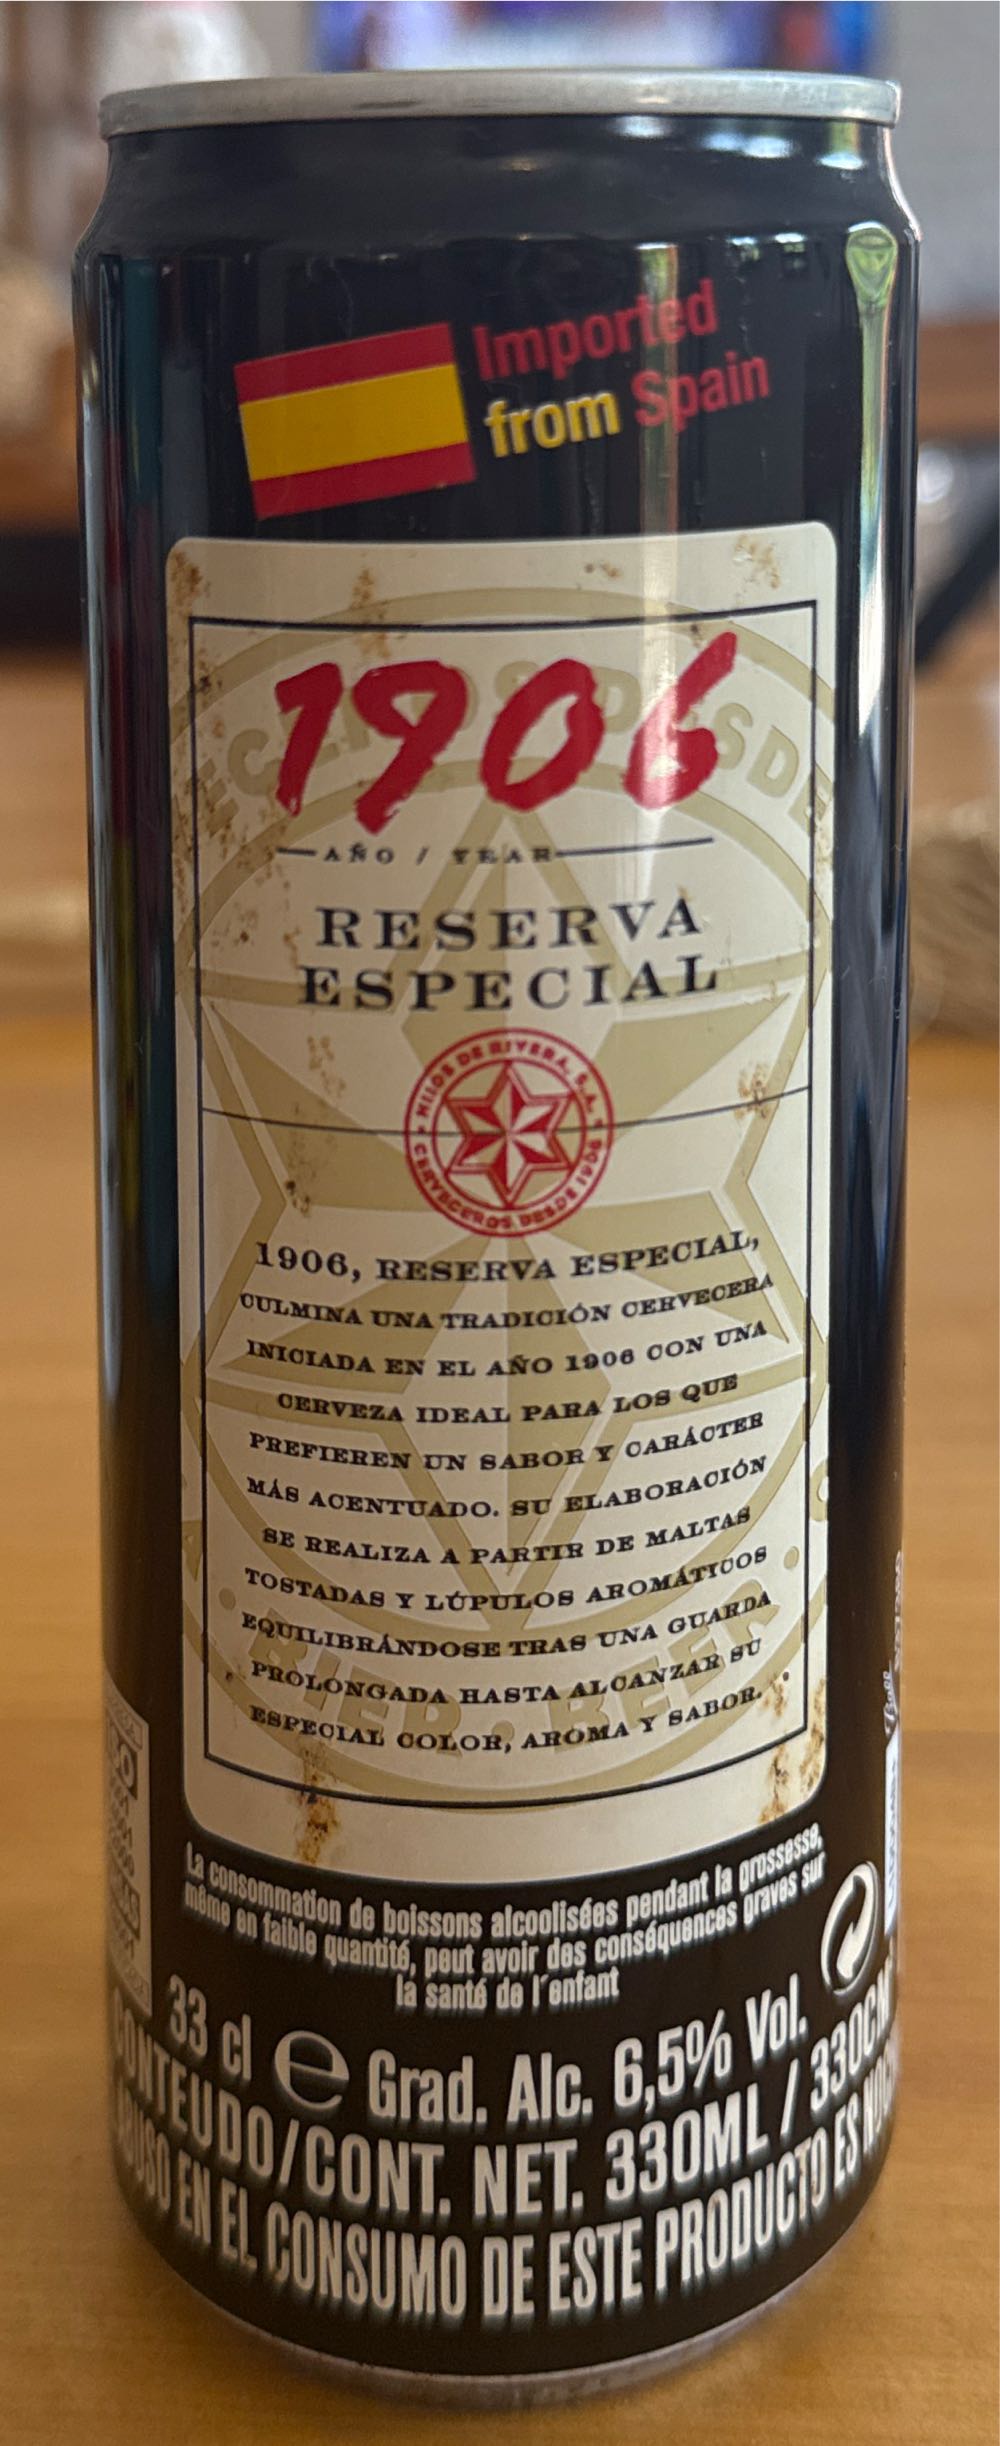 Imported
from Spain
1906
AÑO / YEAR
RESERVA
ESPECIAL
HIJOS DE RIVERA, S.A.
CERVECEROS DESDE 1906
1906, RESERVA ESPECIAL,
CULMINA UNA TRADICIÓN CERVECERA
INICIADA EN EL AÑO 1906 CON UNA
CERVEZA IDEAL PARA LOS QUE
PREFIEREN UN SABOR Y CARÁCTER
MÁS ACENTUADO. SU ELABORACIÓN
SE REALIZA A PARTIR DE MALTAS
TOSTADAS Y LÚPULOS AROMÁTICOS
EQUILIBRÁNDOSE TRAS UNA GUARDA
PROLONGADA HASTA ALCANZAR SU
ESPECIAL COLOR, AROMA Y SABOR.
BIER · BEER
La consommation de boissons alcoolisées pendant la grossesse,
même en faible quantité, peut avoir des conséquences graves sur
la santé de l'enfant
33 cl e Grad. Alc. 6,5% Vol.
CONTEUDO/CONT. NET. 330ML / 330CM
EN EL CONSUMO DE ESTE PRODUCTO ES
Ball